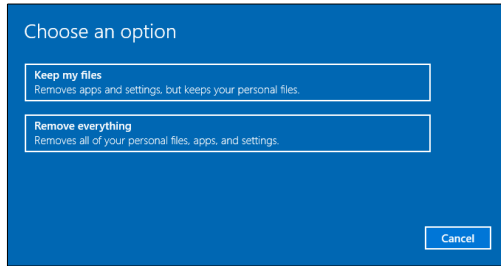 Choose an option
Keep my files
Removes apps and settings, but keeps your personal files.
Remove everything
Removes all of your personal files, apps, and settings.
Cancel